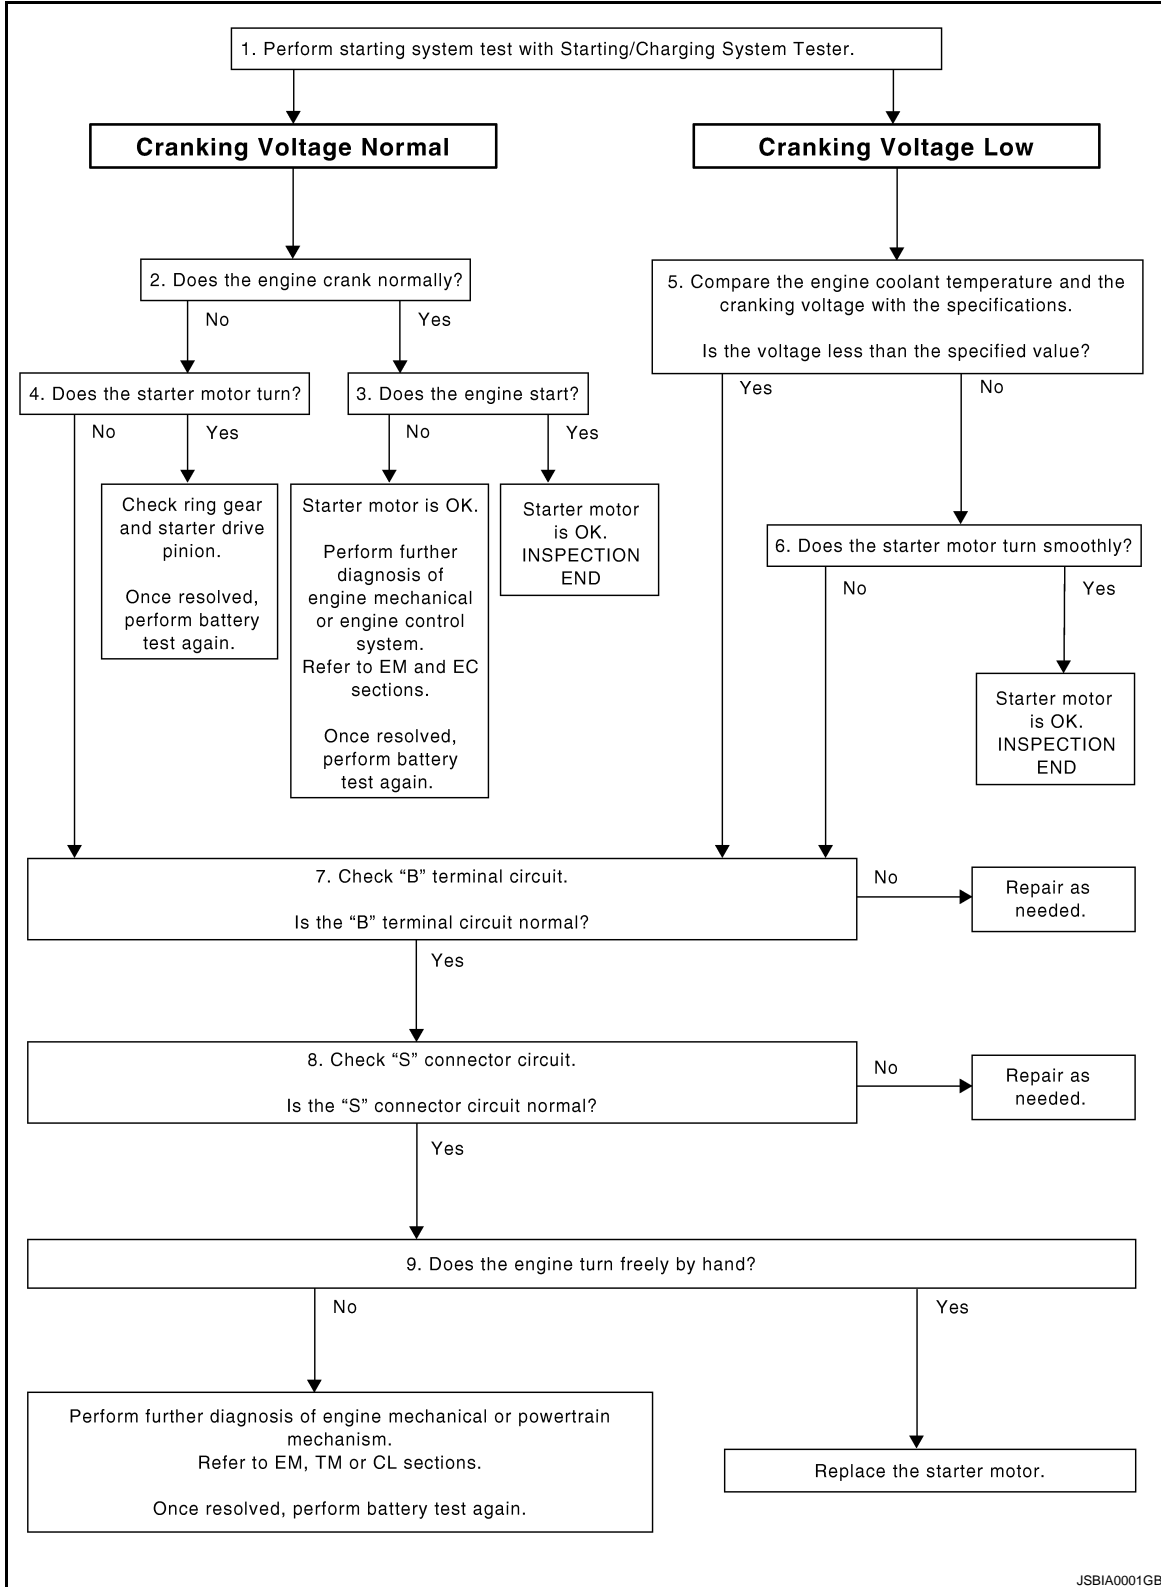 1. Perform starting system test with Starting/Charging System Tester.
Cranking Voltage Normal
Cranking Voltage Low
2. Does the engine crank normally?
No
Yes
4. Does the starter motor turn?
3. Does the engine start?
No
Yes
No
Yes
Check ring gear
and starter drive
pinion.
Once resolved,
perform battery
test again.
Starter motor is OK.
Perform further
diagnosis of
engine mechanical
or engine control
system.
Refer to EM and EC
sections.
Once resolved,
perform battery
test again.
Starter motor
is OK.
INSPECTION
END
5. Compare the engine coolant temperature and the
cranking voltage with the specifications.
Is the voltage less than the specified value?
Yes
No
6. Does the starter motor turn smoothly?
No
Yes
Starter motor
is OK.
INSPECTION
END
7. Check “B” terminal circuit.
Is the “B” terminal circuit normal?
No
Repair as
needed.
Yes
8. Check “S” connector circuit.
Is the “S” connector circuit normal?
No
Repair as
needed.
Yes
9. Does the engine turn freely by hand?
No
Yes
Perform further diagnosis of engine mechanical or powertrain
mechanism.
Refer to EM, TM or CL sections.
Once resolved, perform battery test again.
Replace the starter motor.
JSBIA0001GB